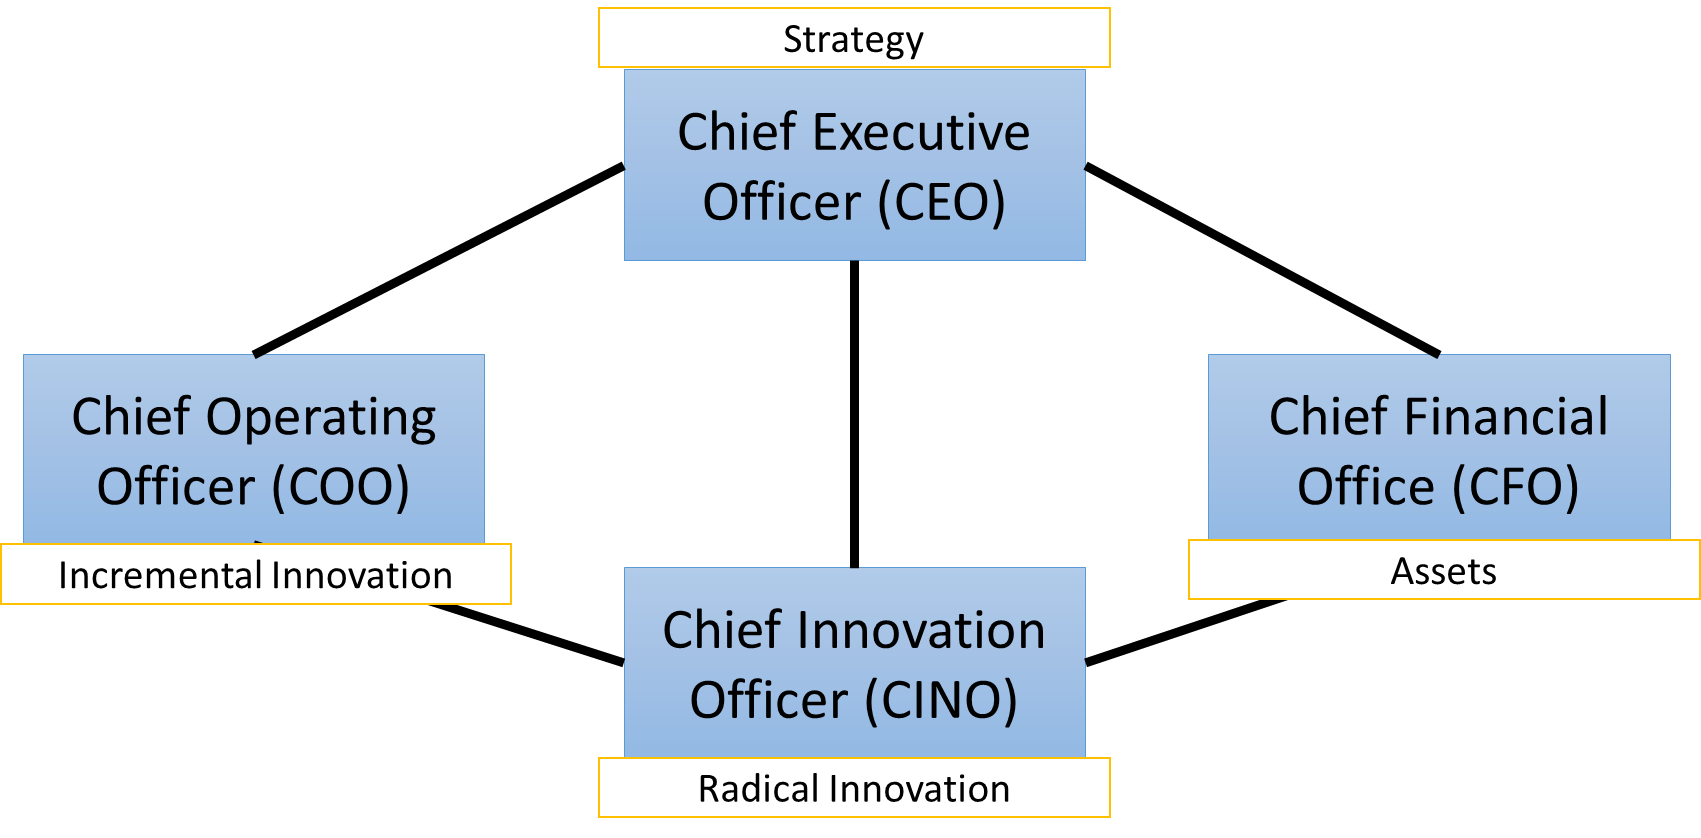 Strategy
Chief Executive
Officer (CEO)
Chief Operating
Officer (COO)
Incremental Innovation
Chief Financial
Office (CFO)
Assets
Chief Innovation
Officer (CINO)
Radical Innovation